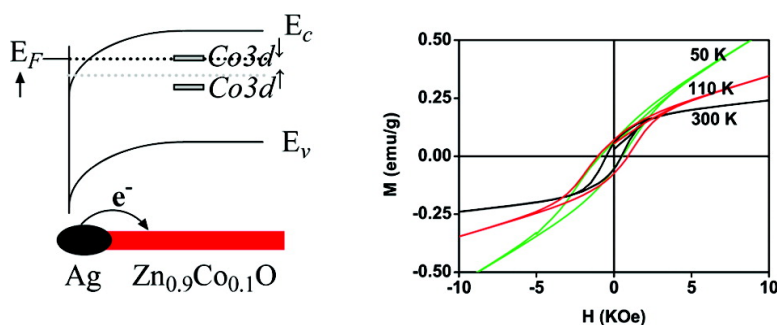 E_c
E_F
Co3d↓
Co3d↑
E_v
e⁻
Ag
Zn₀.₉Co₀.₁O
0.50
0.25
0.00
-0.25
-0.50
M (emu/g)
50 K
110 K
300 K
-10
-5
0
5
10
H (KOe)